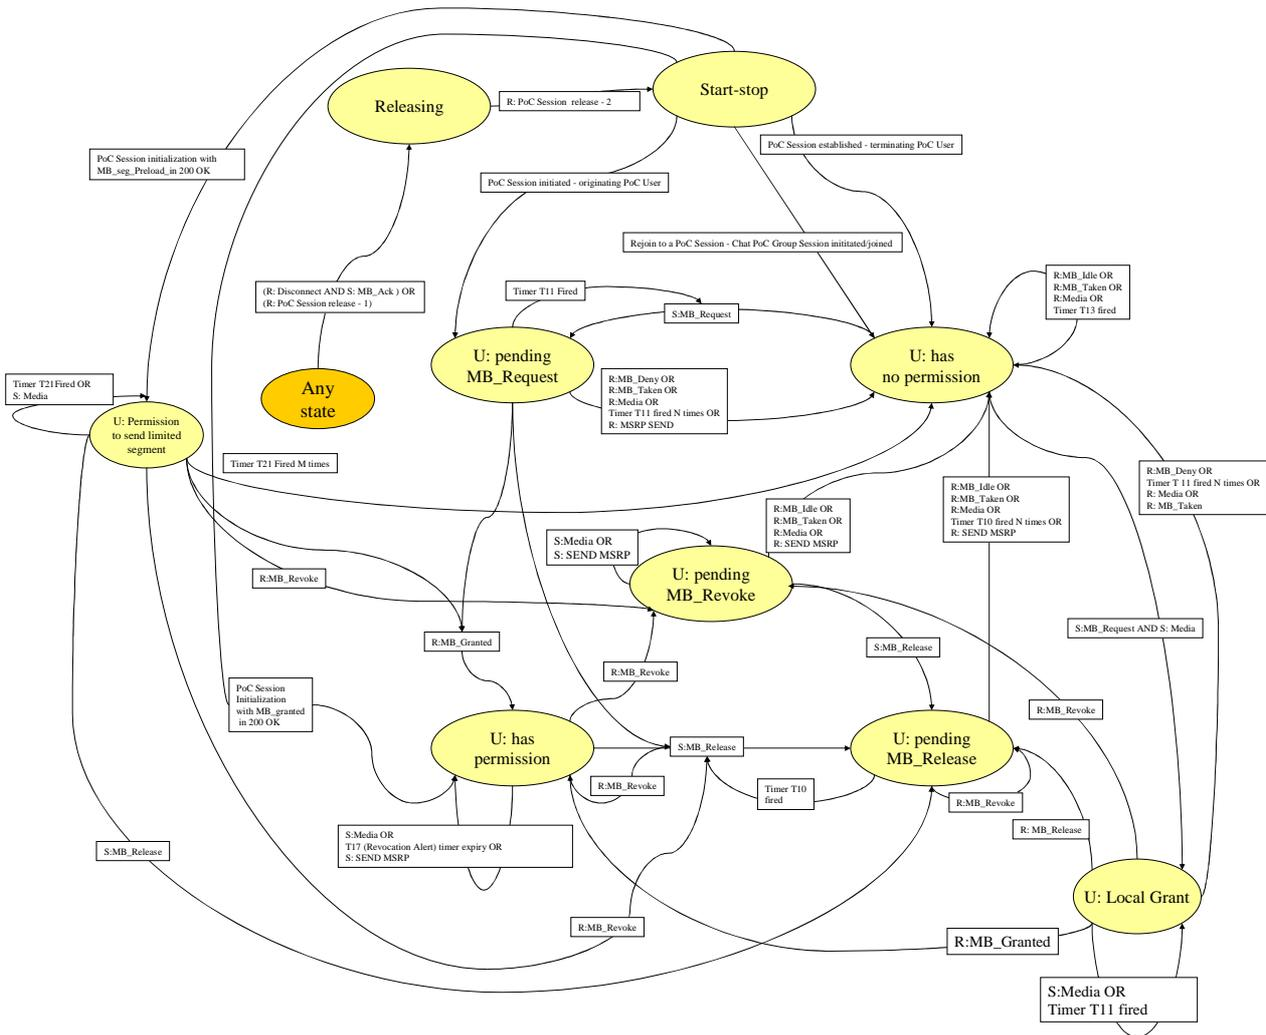 Start-stop
Releasing
R: PoC Session release - 2
PoC Session established - terminating PoC User
PoC Session initialization with
MB_seg_Preload_in 200 OK
PoC Session initiated - originating PoC User
Rejoin to a PoC Session - Chat PoC Group Session inititated/joined
(R: Disconnect AND S: MB_Ack ) OR
(R: PoC Session release - 1)
Timer T11 Fired
S:MB_Request
R:MB_Idle OR
R:MB_Taken OR
R:Media OR
Timer T13 fired
U: pending
MB_Request
U: has
no permission
Any
state
Timer T21Fired OR
S: Media
R:MB_Deny OR
R:MB_Taken OR
R:Media OR
Timer T11 fired N times OR
R: MSRP SEND
U: Permission
to send limited
segment
Timer T21 Fired M times
R:MB_Deny OR
Timer T 11 fired N times OR
R: Media OR
R: MB_Taken
R:MB_Idle OR
R:MB_Taken OR
R:Media OR
Timer T10 fired N times OR
R: SEND MSRP
R:MB_Idle OR
R:MB_Taken OR
R:Media OR
R: SEND MSRP
S:Media OR
S: SEND MSRP
U: pending
MB_Revoke
R:MB_Revoke
R:MB_Granted
S:MB_Request AND S: Media
S:MB_Release
R:MB_Revoke
PoC Session
Initialization
with MB_granted
in 200 OK
R:MB_Revoke
U: has
permission
S:MB_Release
U: pending
MB_Release
R:MB_Revoke
Timer T10
fired
R:MB_Revoke
R: MB_Release
S:Media OR
T17 (Revocation Alert) timer expiry OR
S: SEND MSRP
S:MB_Release
U: Local Grant
R:MB_Revoke
R:MB_Granted
S:Media OR
Timer T11 fired